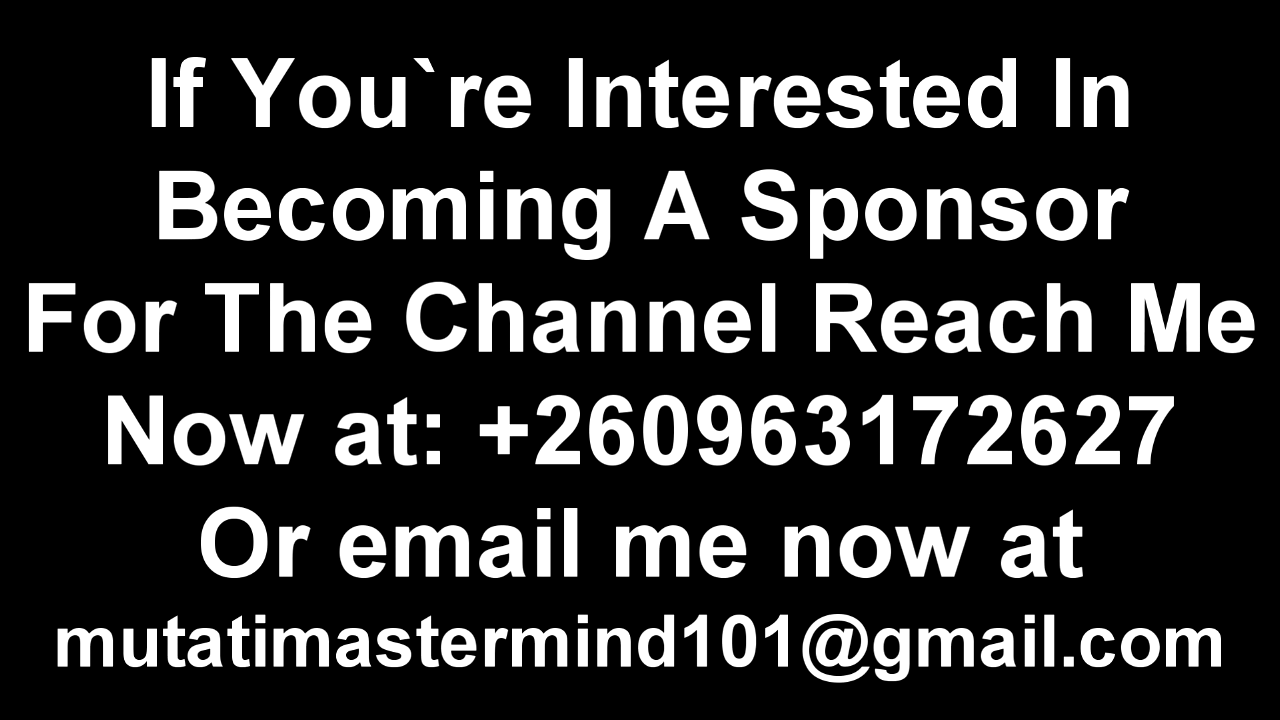 If You`re Interested In
Becoming A Sponsor
For The Channel Reach Me
Now at: +260963172627
Or email me now at
mutatimastermind101@gmail.com